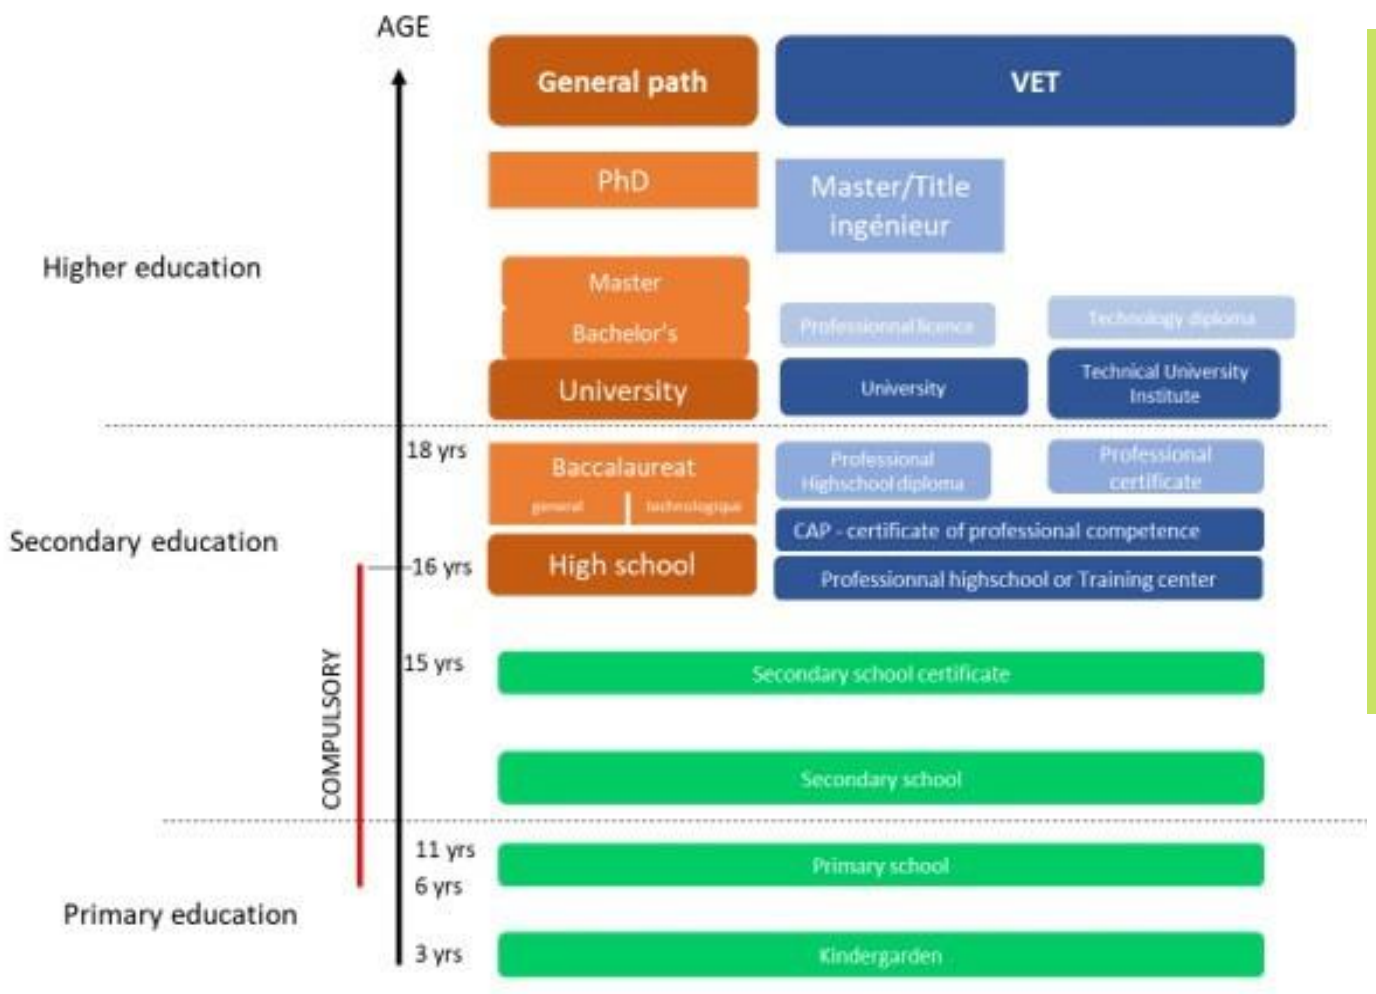 AGE
General path
VET
PhD
Master/Title
ingénieur
Higher education
Master
Bachelor's
Professionnal licence
Technology diploma
University
University
Technical University
Institute
18 yrs
Baccalaureat
general
technologique
Professional
Highschool diploma
Professional
certificate
Secondary education
CAP - certificate of professional competence
16 yrs
High school
Professionnal highschool or Training center
COMPULSORY
15 yrs
Secondary school certificate
Secondary school
11 yrs
Primary school
6 yrs
Primary education
3 yrs
Kindergarden